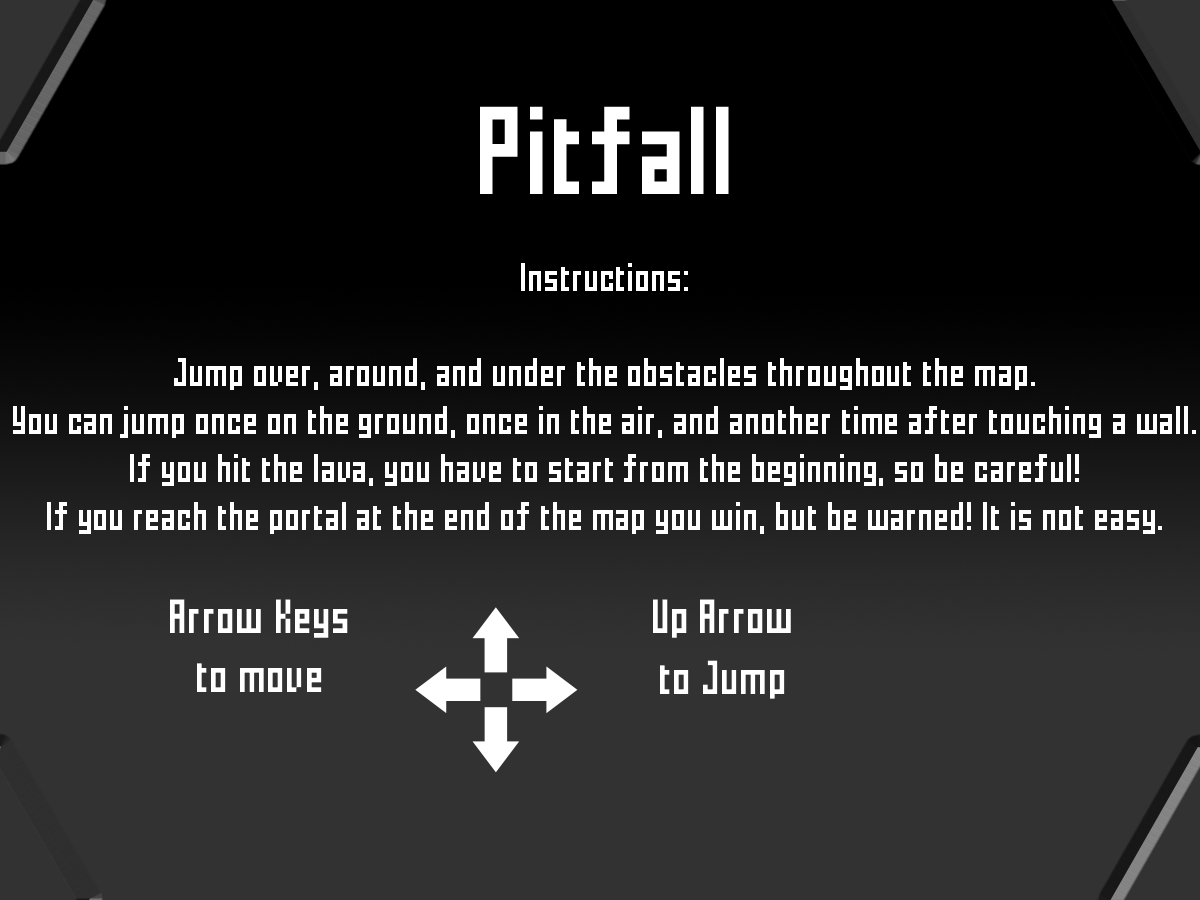 Pitfall
Instructions:
Jump over, around, and under the obstacles throughout the map.
You can jump once on the ground, once in the air, and another time after touching a wall.
If you hit the lava, you have to start from the beginning, so be careful!
If you reach the portal at the end of the map you win, but be warned! It is not easy.
Arrow Keys
to move
Up Arrow
to Jump